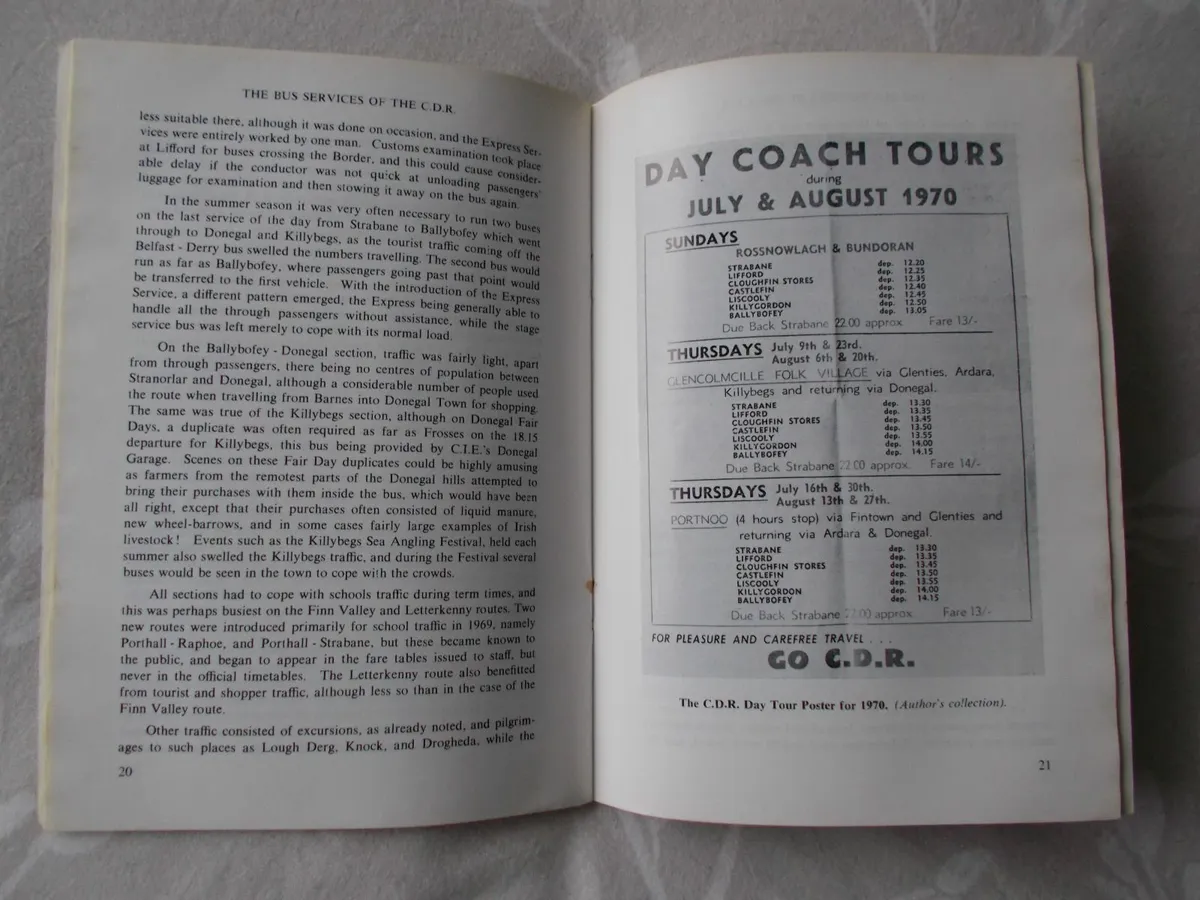 THE BUS SERVICES OF THE C.D.R.
less suitable there, although it was done on occasion, and the Express Ser-
vices were entirely worked by one man. Customs examination took place
at Lifford for buses crossing the Border, and this could cause consider-
able delay if the conductor was not quick at unloading passengers'
luggage for examination and then stowing it away on the bus again.
In the summer season it was very often necessary to run two buses
on the last service of the day from Strabane to Ballybofey which went
through to Donegal and Killybegs, as the tourist traffic coming off the
Belfast - Derry bus swelled the numbers travelling. The second bus would
run as far as Ballybofey, where passengers going past that point would
be transferred to the first vehicle. With the introduction of the Express
Service, a different pattern emerged, the Express being generally able to
handle all the through passengers without assistance, while the stage
service bus was left merely to cope with its normal load.
On the Ballybofey - Donegal section, traffic was fairly light, apart
from through passengers, there being no centres of population between
Stranorlar and Donegal, although a considerable number of people used
the route when travelling from Barnes into Donegal Town for shopping.
The same was true of the Killybegs section, although on Donegal Fair
Days, a duplicate was often required as far as Frosses on the 18.15
departure for Killybegs, this bus being provided by C.I.E.'s Donegal
Garage. Scenes on these Fair Day duplicates could be highly amusing
as farmers from the remotest parts of the Donegal hills attempted to
bring their purchases with them inside the bus, which would have been
all right, except that their purchases often consisted of liquid manure,
new wheel-barrows, and in some cases fairly large examples of Irish
livestock! Events such as the Killybegs Sea Angling Festival, held each
summer also swelled the Killybegs traffic, and during the Festival several
buses would be seen in the town to cope with the crowds.
All sections had to cope with schools traffic during term times, and
this was perhaps busiest on the Finn Valley and Letterkenny routes. Two
new routes were introduced primarily for school traffic in 1969, namely
Porthall - Raphoe, and Porthall - Strabane, but these became known to
the public, and began to appear in the fare tables issued to staff, but
never in the official timetables. The Letterkenny route also benefitted
from tourist and shopper traffic, although less so than in the case of the
Finn Valley route.
Other traffic consisted of excursions, as already noted, and pilgrim-
ages to such places as Lough Derg, Knock, and Drogheda, while the
20
DAY COACH TOURS
during
JULY & AUGUST 1970
SUNDAYS
ROSSNOWLAGH & BUNDORAN
STRABANE dep. 12.20
LIFFORD dep. 12.25
CLOUGHFIN STORES dep. 12.35
CASTLEFIN dep. 12.40
LISCOOLY dep. 12.45
KILLYGORDON dep. 12.50
BALLYBOFEY dep. 13.05
Due Back Strabane 22.00 approx. Fare 13/-
THURSDAYS July 9th & 23rd.
August 6th & 20th.
GLENCOLMCILLE FOLK VILLAGE via Glenties, Ardara,
Killybegs and returning via Donegal.
STRABANE dep. 13.30
LIFFORD dep. 13.35
CLOUGHFIN STORES dep. 13.45
CASTLEFIN dep. 13.50
LISCOOLY dep. 13.55
KILLYGORDON dep. 14.00
BALLYBOFEY dep. 14.15
Due Back Strabane 22.00 approx. Fare 14/-
THURSDAYS July 16th & 30th.
August 13th & 27th.
PORTNOO (4 hours stop) via Fintown and Glenties and
returning via Ardara & Donegal.
STRABANE dep. 13.30
LIFFORD dep. 13.35
CLOUGHFIN STORES dep. 13.45
CASTLEFIN dep. 13.50
LISCOOLY dep. 13.55
KILLYGORDON dep. 14.00
BALLYBOFEY dep. 14.15
Due Back Strabane 22.00 approx. Fare 13/-
FOR PLEASURE AND CAREFREE TRAVEL . . .
GO C.D.R.
The C.D.R. Day Tour Poster for 1970. (Author's collection).
21